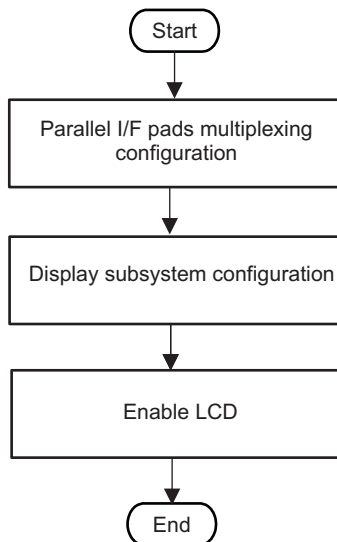 Start
Parallel I/F pads multiplexing
configuration
Display subsystem configuration
Enable LCD
End